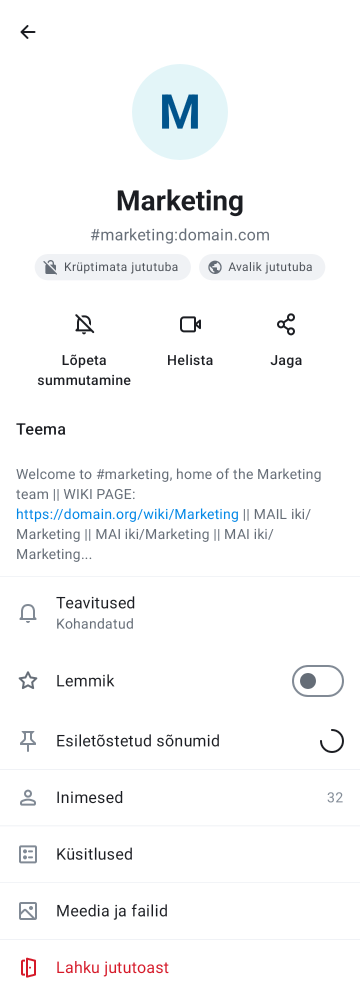 M
Marketing
#marketing:domain.com
Krüptimata jututuba
Avalik jututuba
Lõpeta
summutamine
Helista
Jaga
Teema
Welcome to #marketing, home of the Marketing
team || WIKI PAGE:
https://domain.org/wiki/Marketing || MAIL iki/
Marketing || MAI iki/Marketing || MAI iki/
Marketing...
Teavitused
Kohandatud
Lemmik
Esiletõstetud sõnumid
Inimesed
32
Küsitlused
Meedia ja failid
Lahku jututoast